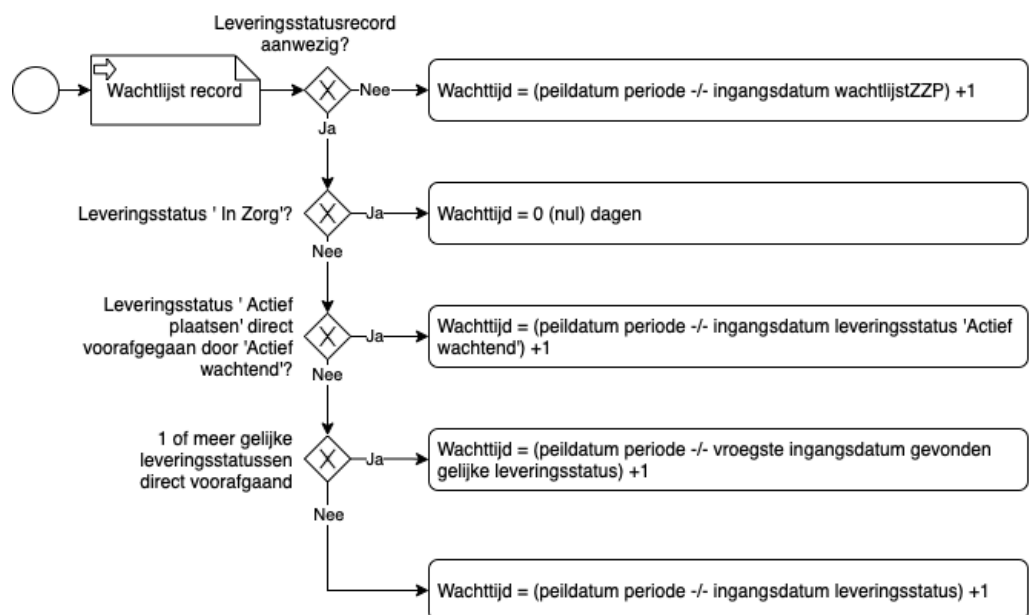 Leveringsstatusrecord
aanwezig?
Wachtlijst record
Nee
Wachttijd = (peildatum periode -/- ingangsdatum wachtlijstZZP) +1
Ja
Leveringsstatus ' In Zorg'?
Ja
Wachttijd = 0 (nul) dagen
Nee
Leveringsstatus ' Actief
plaatsen' direct
voorafgegaan door 'Actief
wachtend'?
Ja
Wachttijd = (peildatum periode -/- ingangsdatum leveringsstatus 'Actief
wachtend') +1
Nee
1 of meer gelijke
leveringsstatussen
direct voorafgaand
Ja
Wachttijd = (peildatum periode -/- vroegste ingangsdatum gevonden
gelijke leveringsstatus) +1
Nee
Wachttijd = (peildatum periode -/- ingangsdatum leveringsstatus) +1